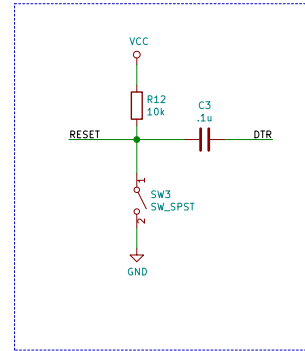 VCC
R12
10k
C3
.1u
RESET
DTR
1
SW3
SW_SPST
2
GND